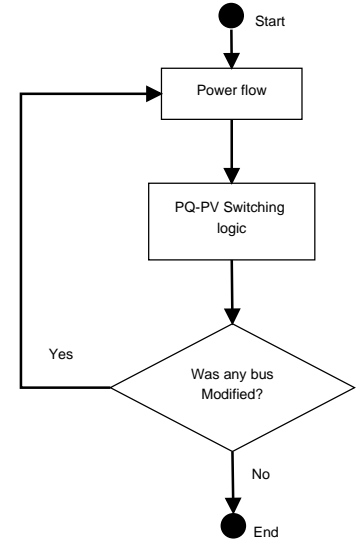 Start
Power flow
PQ-PV Switching
logic
Yes
Was any bus
Modified?
No
End